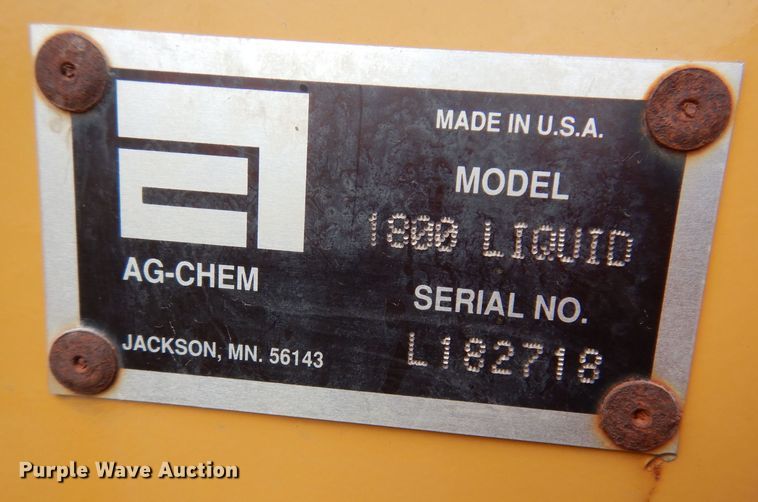 MADE IN U.S.A.
MODEL
1800 LIQUID
AG-CHEM
SERIAL NO.
L182718
JACKSON, MN. 56143
Purple Wave Auction